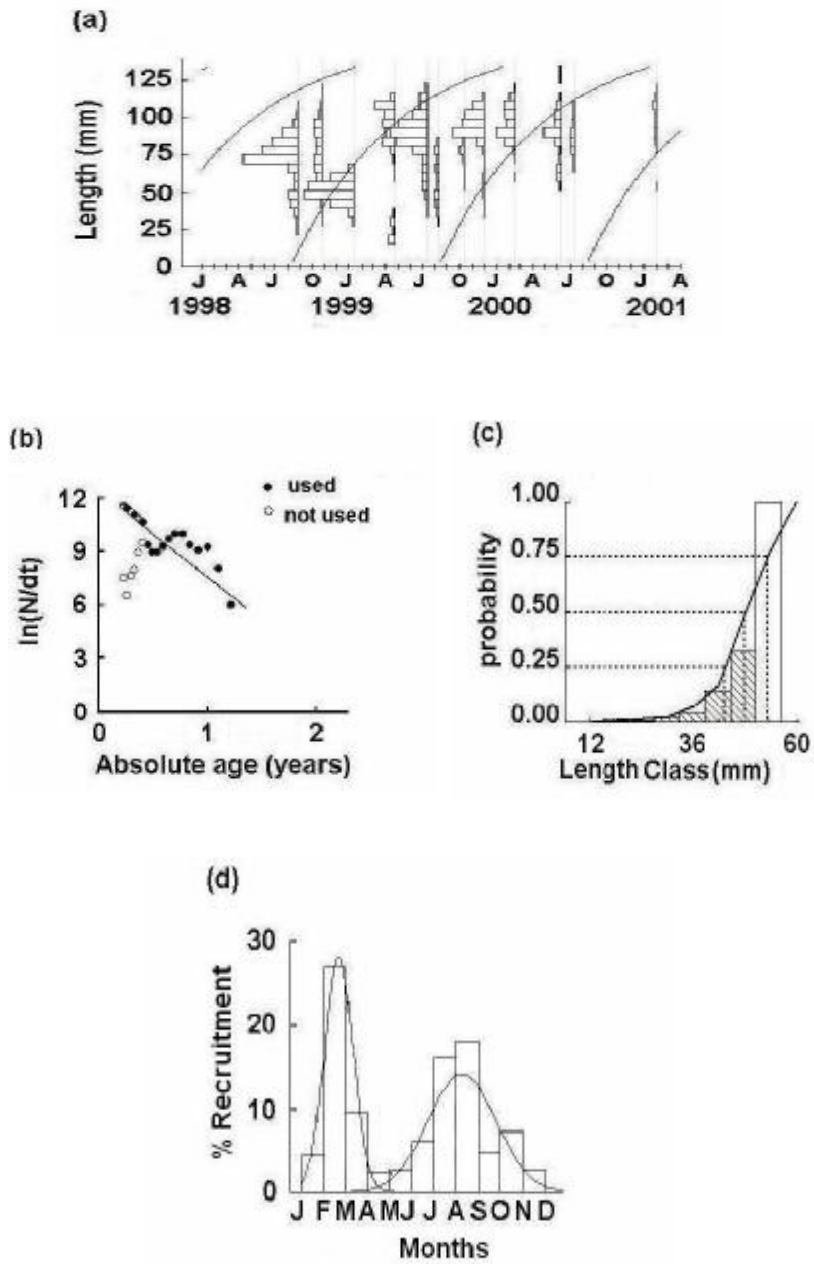 (a)
Length (mm)
125
100
75
50
25
0
J A J O J A J O J A J O J A
1998 1999 2000 2001
(b)
ln(N/dt)
12
9
6
3
0
used
not used
0 1 2
Absolute age (years)
(c)
probability
1.00
0.75
0.50
0.25
0.00
12 36 60
Length Class (mm)
(d)
% Recruitment
30
20
10
0
J F M A M J J A S O N D
Months